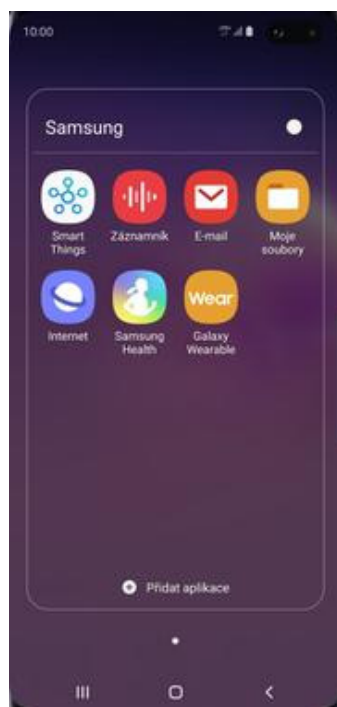 10:00
Samsung
Smart
Things
Záznamník
E-mail
Moje
soubory
Internet
Samsung
Health
Wear
Galaxy
Wearable
Přidat aplikace